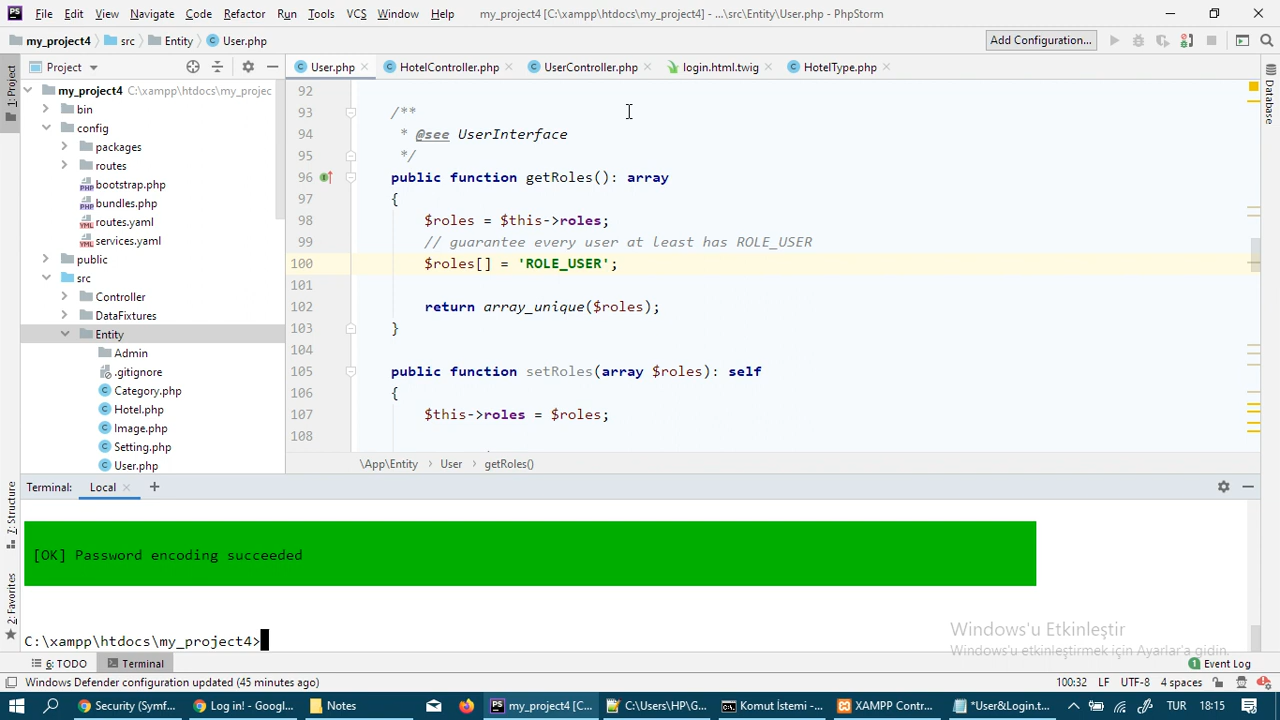 PS File Edit View Navigate Code Refactor Run Tools VCS Window Help my_project4 [C:\xampp\htdocs\my_project4] - ...\src\Entity\User.php - PhpStorm
my_project4 src Entity User.php Add Configuration...
1: Project
Project
User.php HotelController.php UserController.php login.html.twig HotelType.php
Database
my_project4 C:\xampp\htdocs\my_projec
bin
config
packages
routes
bootstrap.php
bundles.php
routes.yaml
services.yaml
public
src
Controller
DataFixtures
Entity
Admin
.gitignore
Category.php
Hotel.php
Image.php
Setting.php
User.php
92
93 /**
94 * @see UserInterface
95 */
96 public function getRoles(): array
97 {
98 $roles = $this->roles;
99 // guarantee every user at least has ROLE_USER
100 $roles[] = 'ROLE_USER';
101
102 return array_unique($roles);
103 }
104
105 public function setRoles(array $roles): self
106 {
107 $this->roles = $roles;
108
\App\Entity User getRoles()
Z: Structure
2: Favorites
Terminal: Local
[OK] Password encoding succeeded
C:\xampp\htdocs\my_project4>
Windows'u Etkinleştir
Windows'u etkinleştirmek için Ayarlar'a gidin.
6: TODO Terminal Event Log
Windows Defender configuration updated (45 minutes ago) 100:32 LF UTF-8 4 spaces
Security (Symf... Log in! - Googl... Notes my_project4 [C... C:\Users\HP\G... Komut İstemi - ... XAMPP Contr... *User&Login.t... TUR 18:15